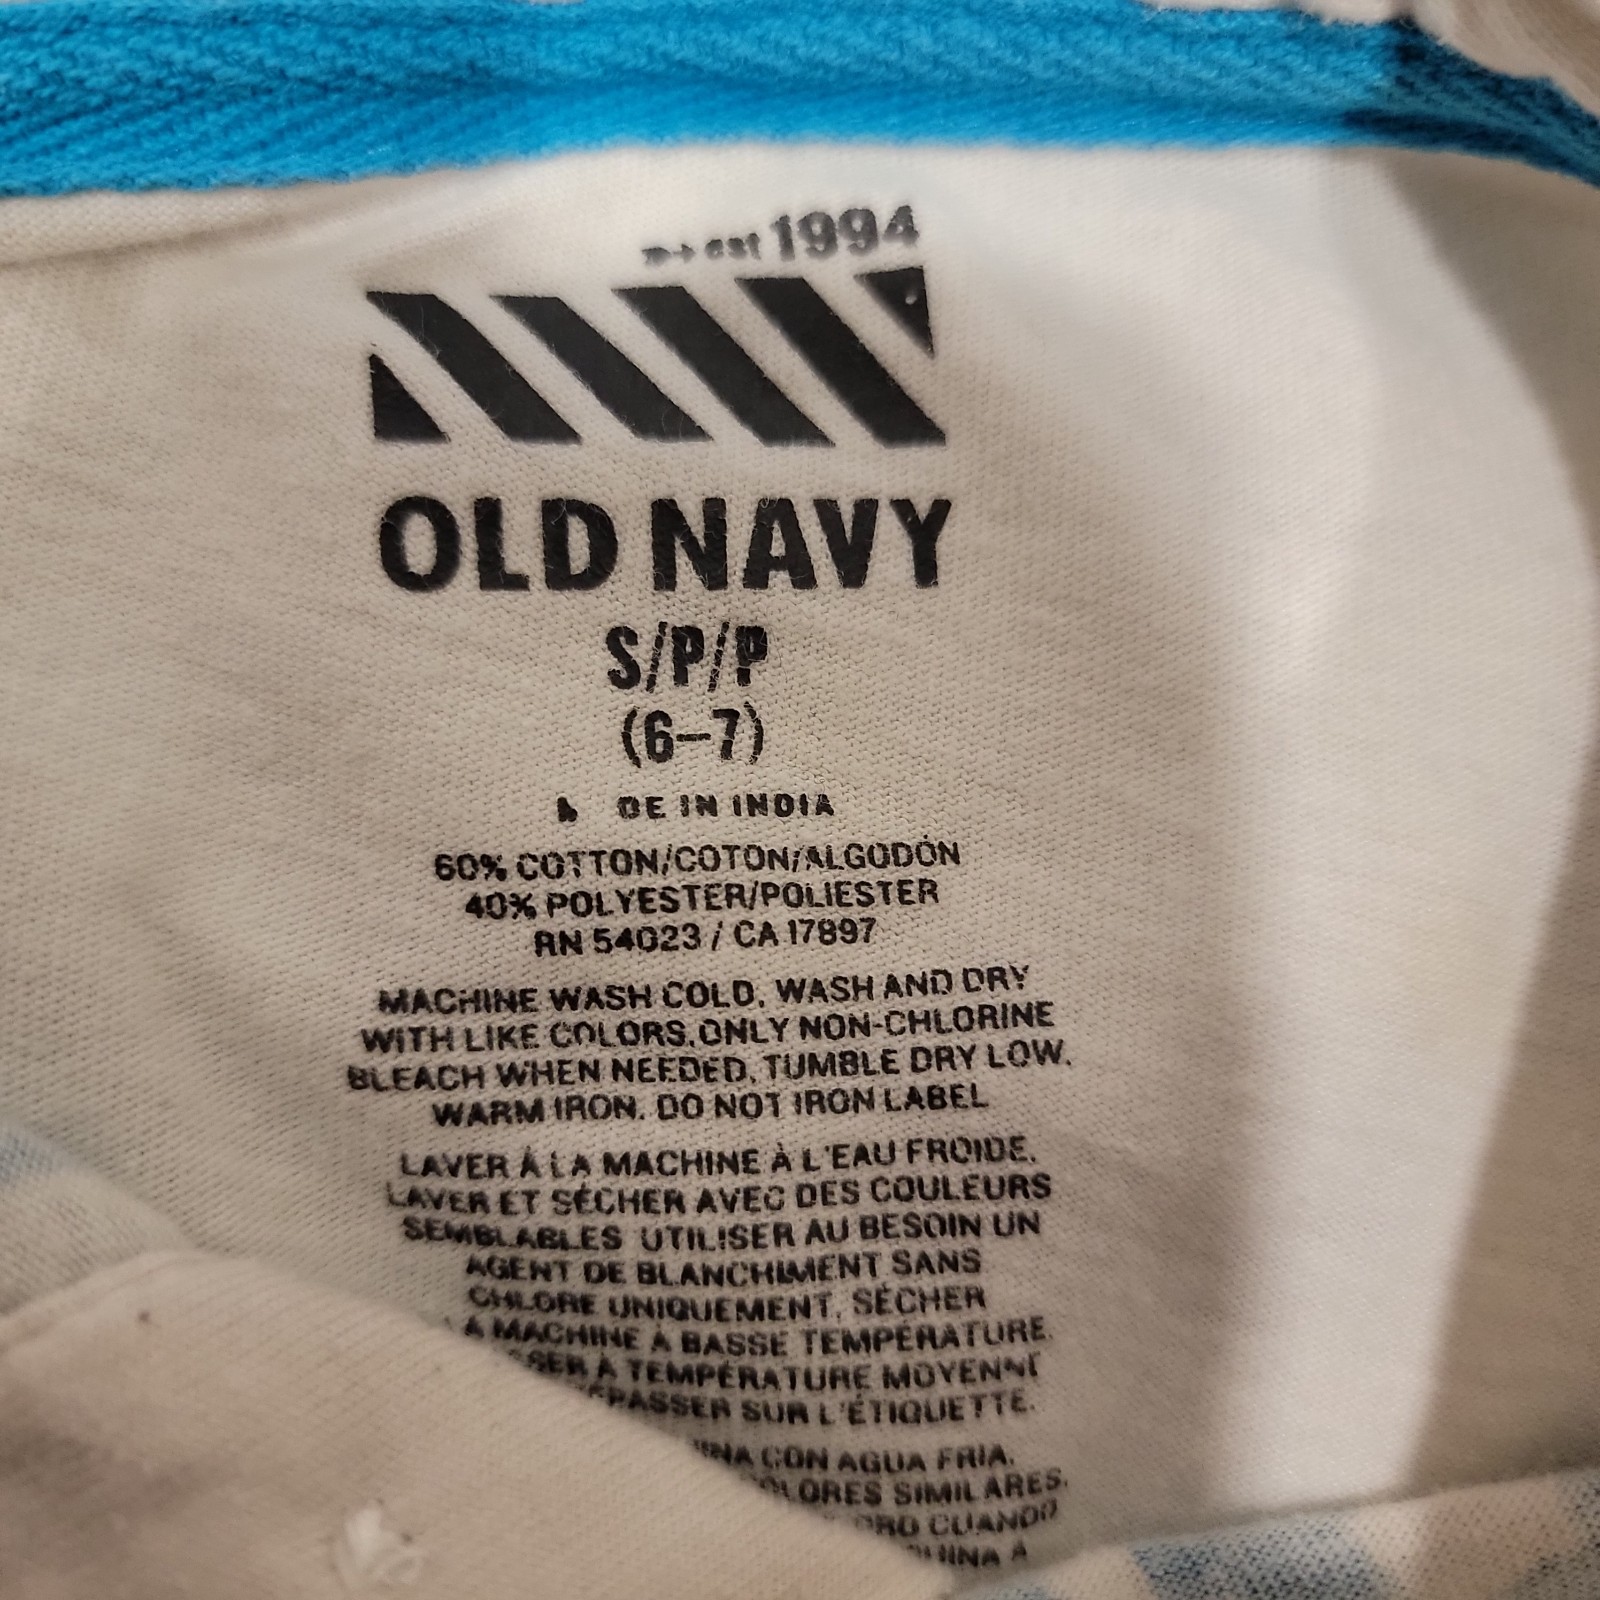 est 1994
OLD NAVY
S/P/P
(6-7)
DE IN INDIA
60% COTTON/COTON/ALGODÓN
40% POLYESTER/POLIESTER
RN 54023 / CA 17897
MACHINE WASH COLD, WASH AND DRY
WITH LIKE COLORS, ONLY NON-CHLORINE
BLEACH WHEN NEEDED, TUMBLE DRY LOW.
WARM IRON. DO NOT IRON LABEL
LAVER À LA MACHINE À L'EAU FROIDE.
LAVER ET SÉCHER AVEC DES COULEURS
SEMBLABLES UTILISER AU BESOIN UN
AGENT DE BLANCHIMENT SANS
CHLORE UNIQUEMENT, SÉCHER
LA MACHINE À BASSE TEMPÉRATURE.
À TEMPÉRATURE MOYENNE
SUR L'ÉTIQUETTE.
CON AGUA FRIA.
SIMILARES.
CUANDO
A